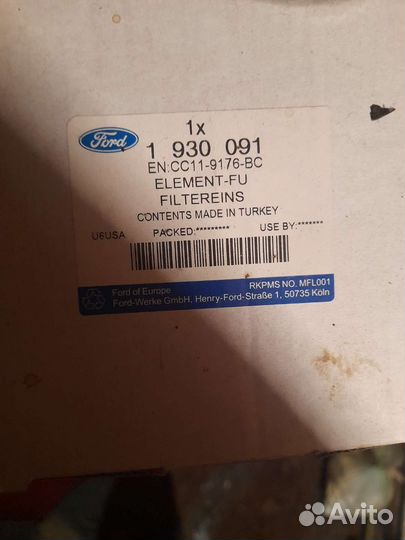 Ford
1x
1 930 091
EN:CC11-9176-BC
ELEMENT-FU
FILTEREINS
CONTENTS MADE IN TURKEY
U6USA PACKED:********* USE BY:*******
Ford of Europe RKPMS NO. MFL001
Ford-Werke GmbH, Henry-Ford-Straße 1, 50735 Köln
Avito